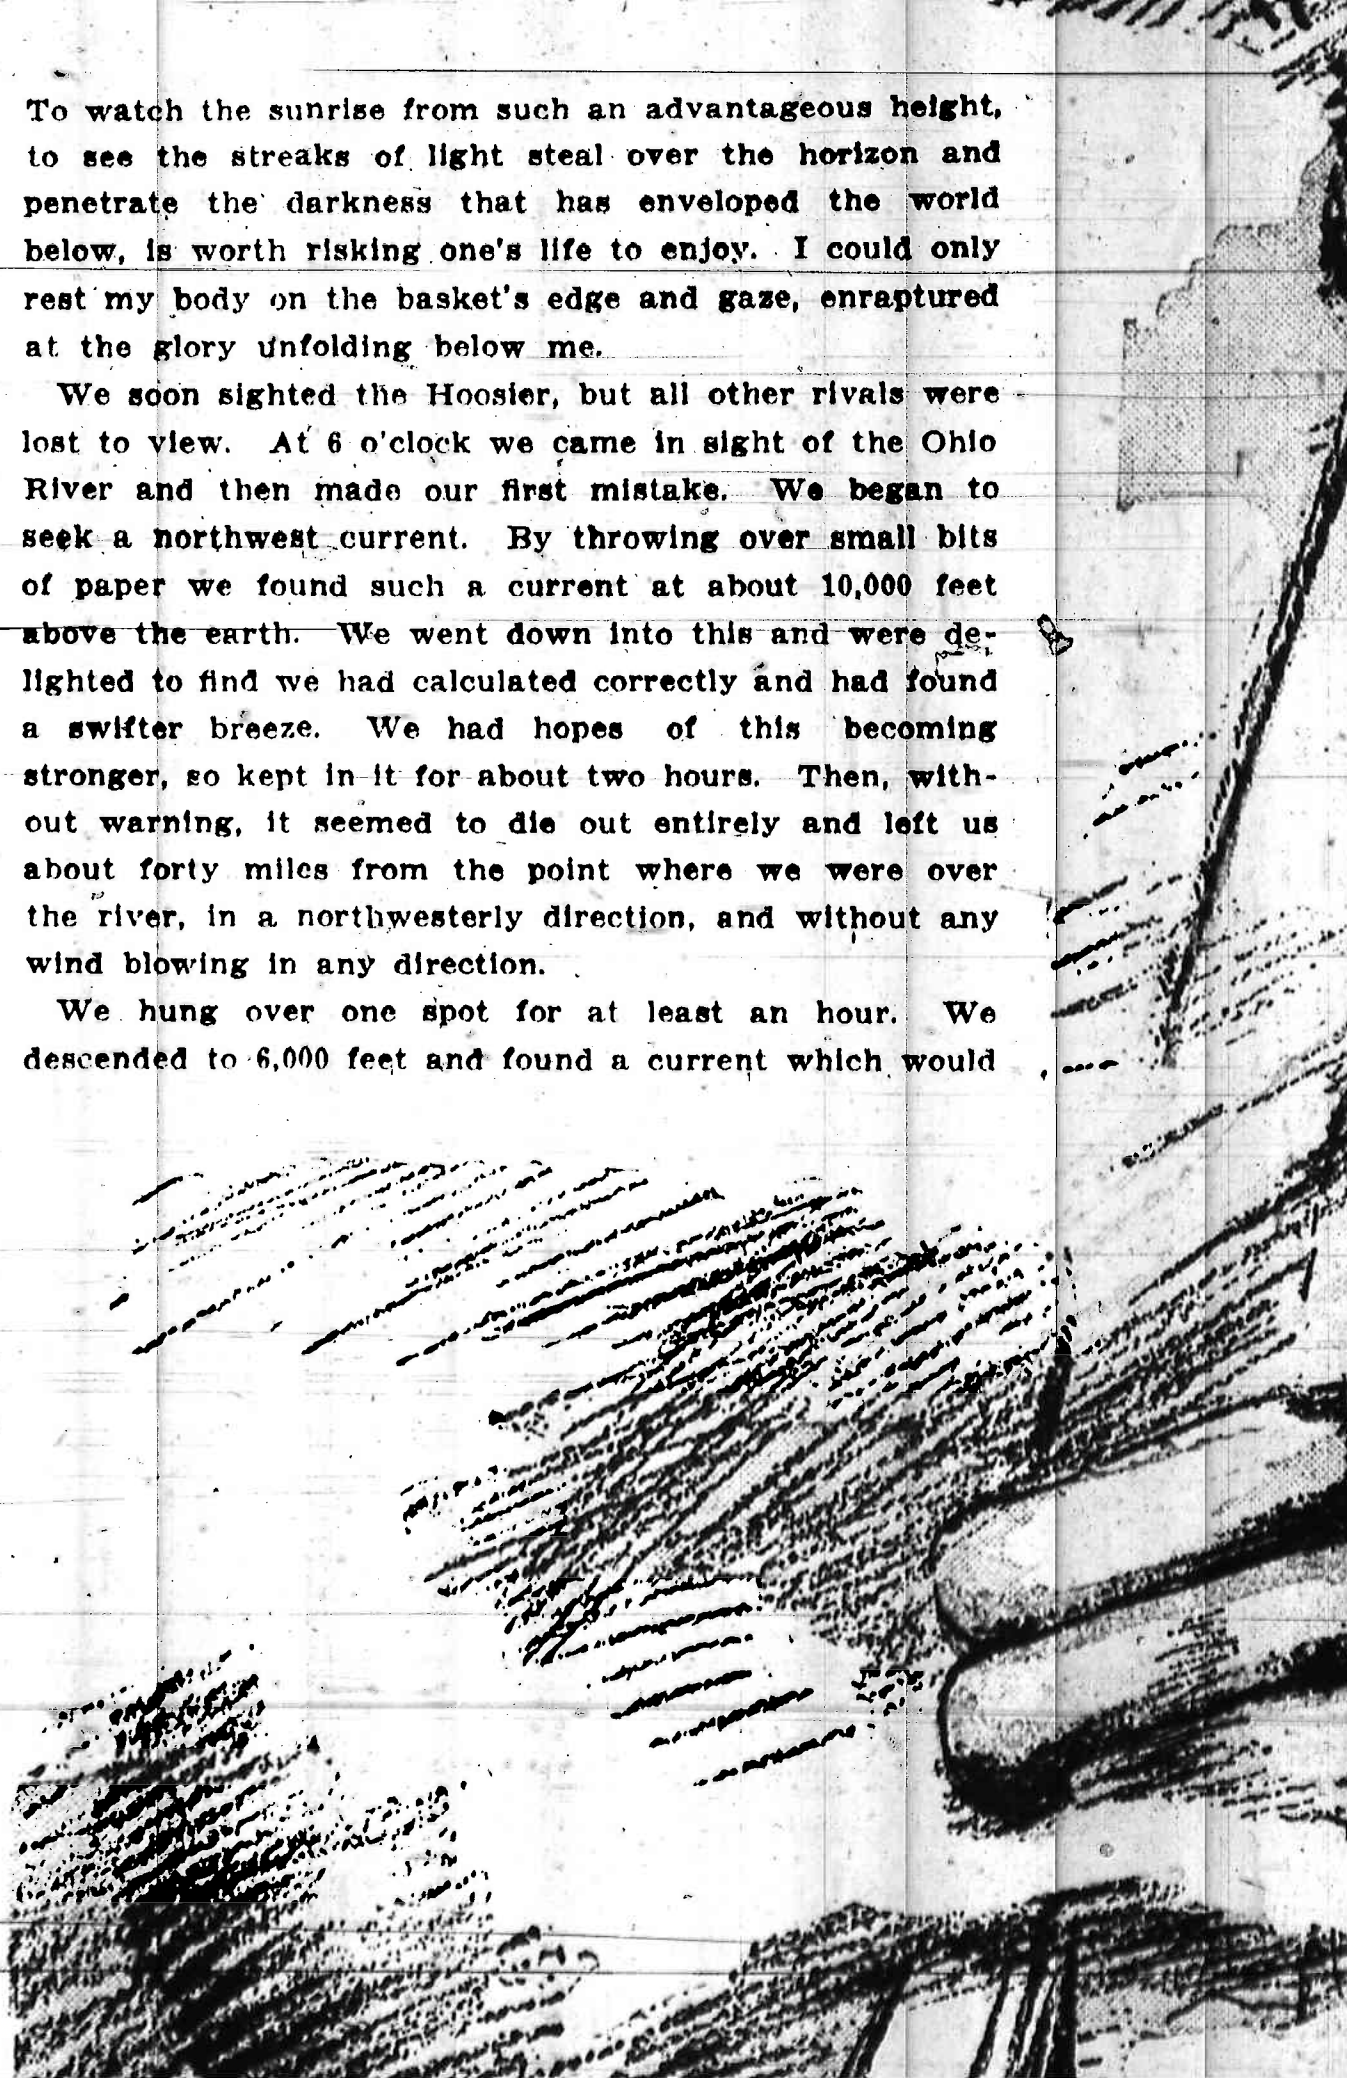 To watch the sunrise from such an advantageous height,
to see the streaks of light steal over the horizon and
penetrate the darkness that has enveloped the world
below, is worth risking one's life to enjoy. I could only
rest my body on the basket's edge and gaze, enraptured
at the glory unfolding below me.
We soon sighted the Hoosier, but all other rivals were
lost to view. At 6 o'clock we came in sight of the Ohio
River and then made our first mistake. We began to
seek a northwest current. By throwing over small bits
of paper we found such a current at about 10,000 feet
above the earth. We went down into this and were de-
lighted to find we had calculated correctly and had found
a swifter breeze. We had hopes of this becoming
stronger, so kept in it for about two hours. Then, with-
out warning, it seemed to die out entirely and left us
about forty miles from the point where we were over
the river, in a northwesterly direction, and without any
wind blowing in any direction.
We hung over one spot for at least an hour. We
descended to 6,000 feet and found a current which would